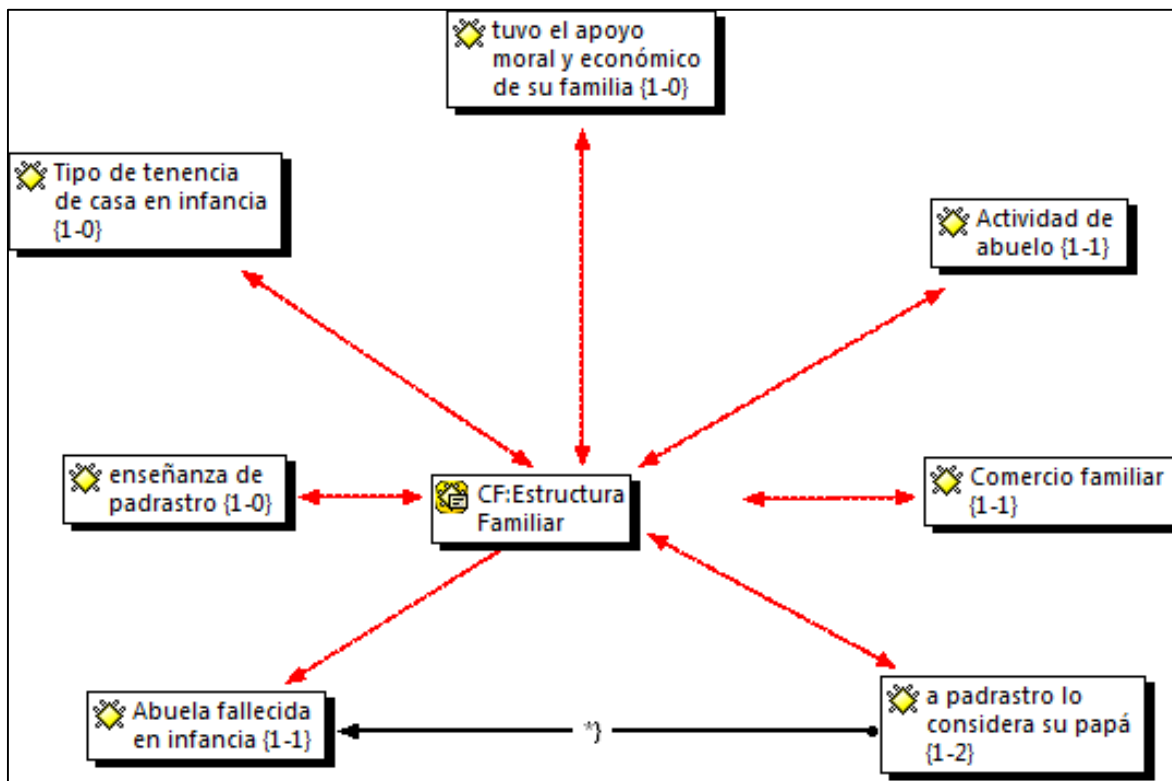 tuvo el apoyo
moral y económico
de su familia {1-0}
Tipo de tenencia
de casa en infancia
{1-0}
Actividad de
abuelo {1-1}
enseñanza de
padrastro {1-0}
CF:Estructura
Familiar
Comercio familiar
{1-1}
Abuela fallecida
en infancia {1-1}
*}
a padrastro lo
considera su papá
{1-2}